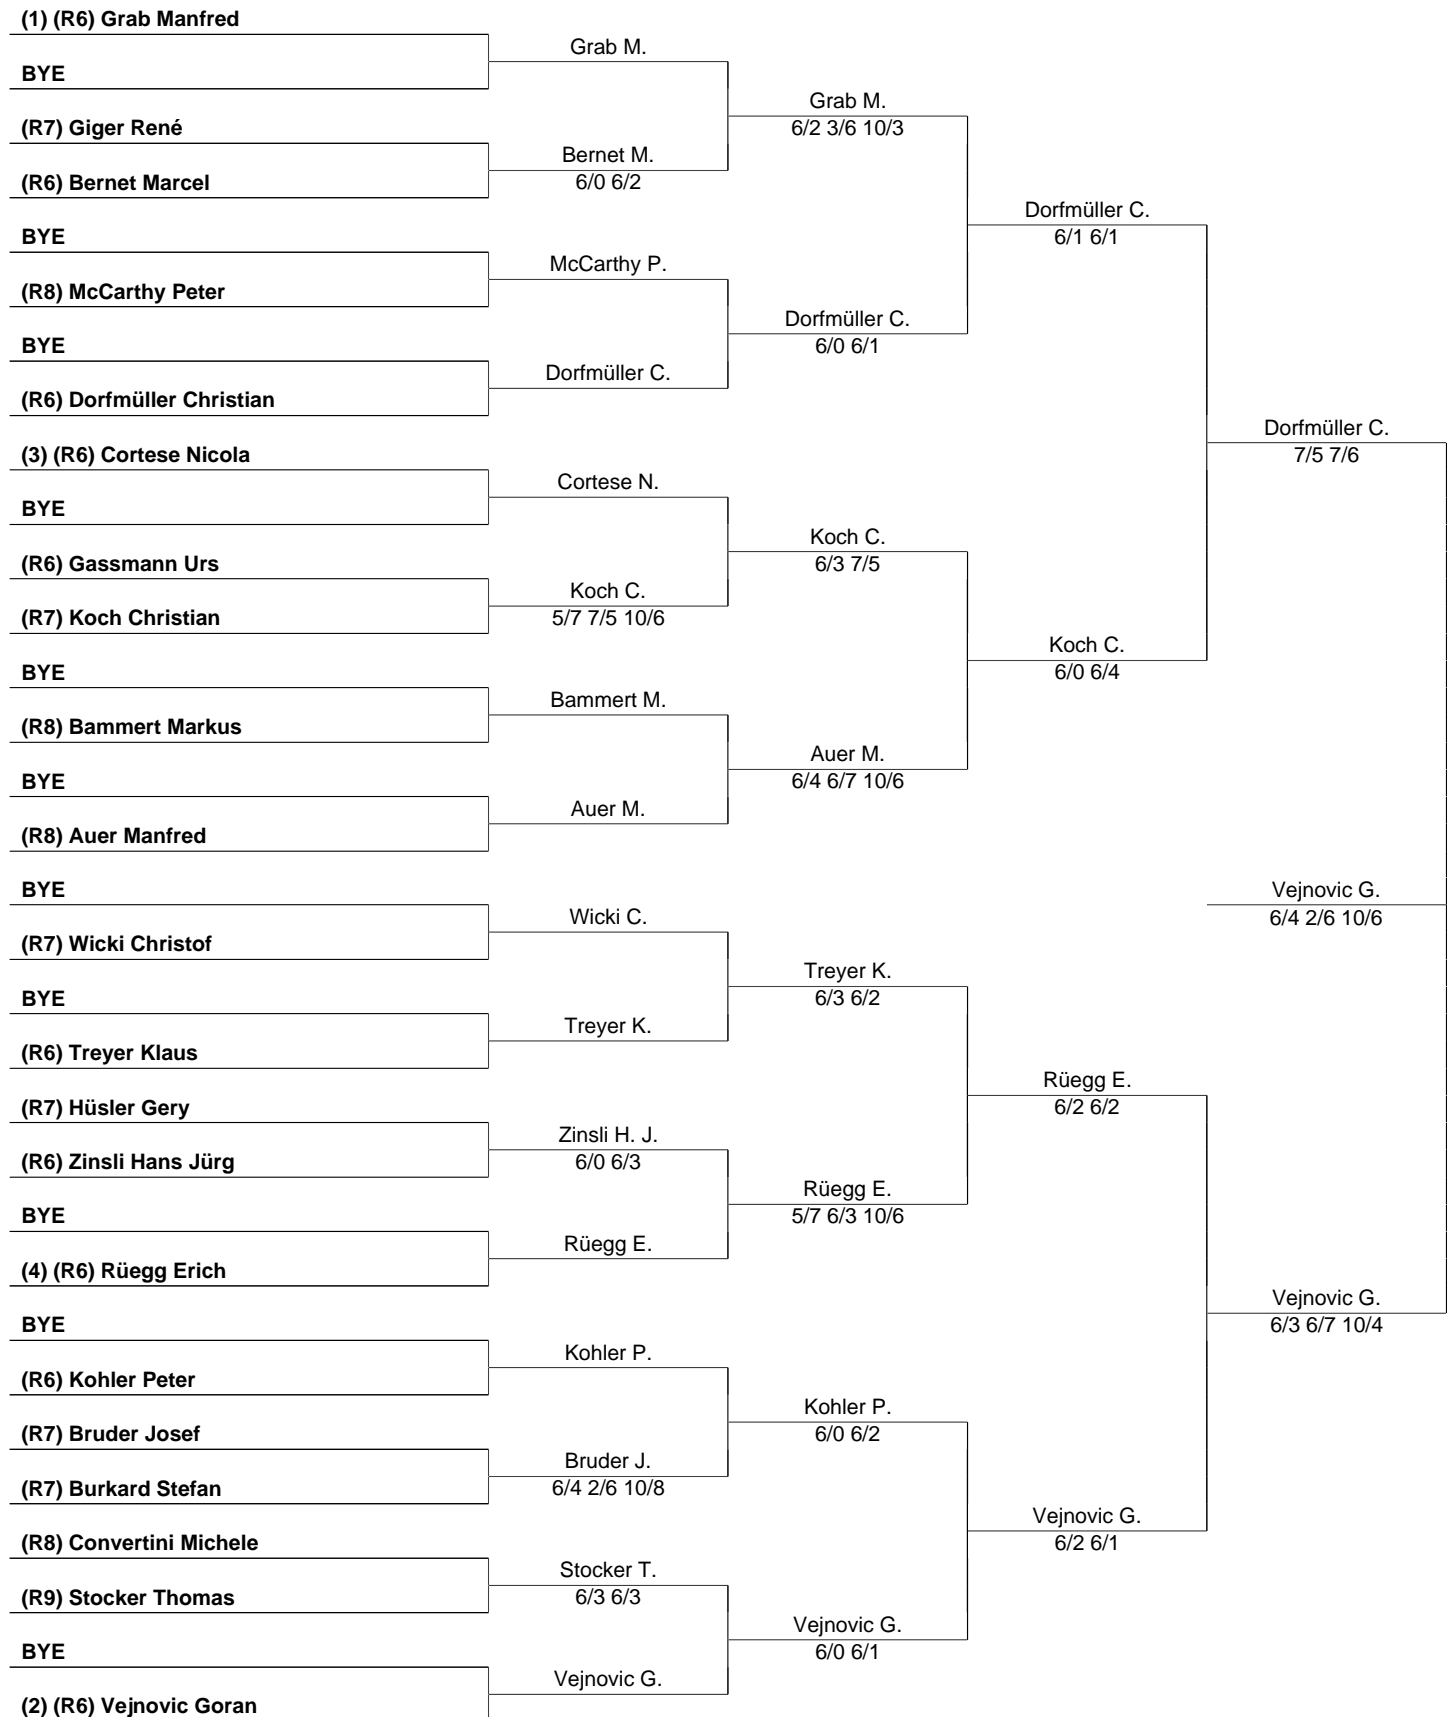 (1) (R6) Grab Manfred
BYE
(R7) Giger René
(R6) Bernet Marcel
BYE
(R8) McCarthy Peter
BYE
(R6) Dorfmüller Christian
(3) (R6) Cortese Nicola
BYE
(R6) Gassmann Urs
(R7) Koch Christian
BYE
(R8) Bammert Markus
BYE
(R8) Auer Manfred
BYE
(R7) Wicki Christof
BYE
(R6) Treyer Klaus
(R7) Hüsler Gery
(R6) Zinsli Hans Jürg
BYE
(4) (R6) Rüegg Erich
BYE
(R6) Kohler Peter
(R7) Bruder Josef
(R7) Burkard Stefan
(R8) Convertini Michele
(R9) Stocker Thomas
BYE
(2) (R6) Vejnovic Goran
Grab M.
Bernet M.
6/0 6/2
McCarthy P.
Dorfmüller C.
Cortese N.
Koch C.
5/7 7/5 10/6
Bammert M.
Auer M.
Wicki C.
Treyer K.
Zinsli H. J.
6/0 6/3
Rüegg E.
Kohler P.
Bruder J.
6/4 2/6 10/8
Stocker T.
6/3 6/3
Vejnovic G.
Grab M.
6/2 3/6 10/3
Dorfmüller C.
6/0 6/1
Koch C.
6/3 7/5
Auer M.
6/4 6/7 10/6
Treyer K.
6/3 6/2
Rüegg E.
5/7 6/3 10/6
Kohler P.
6/0 6/2
Vejnovic G.
6/0 6/1
Dorfmüller C.
6/1 6/1
Koch C.
6/0 6/4
Rüegg E.
6/2 6/2
Vejnovic G.
6/2 6/1
Dorfmüller C.
7/5 7/6
Vejnovic G.
6/4 2/6 10/6
Vejnovic G.
6/3 6/7 10/4